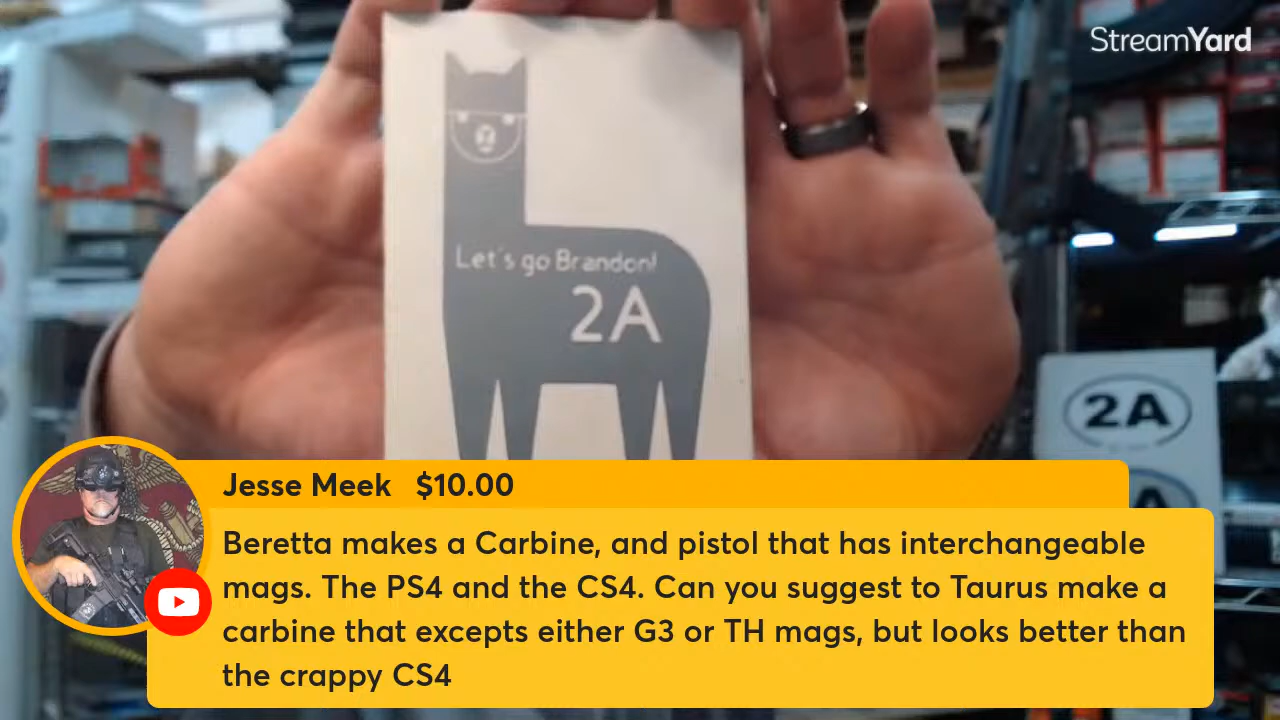 StreamYard
Let's go Brandon!
2A
2A
A
Jesse Meek $10.00
Beretta makes a Carbine, and pistol that has interchangeable
mags. The PS4 and the CS4. Can you suggest to Taurus make a
carbine that excepts either G3 or TH mags, but looks better than
the crappy CS4